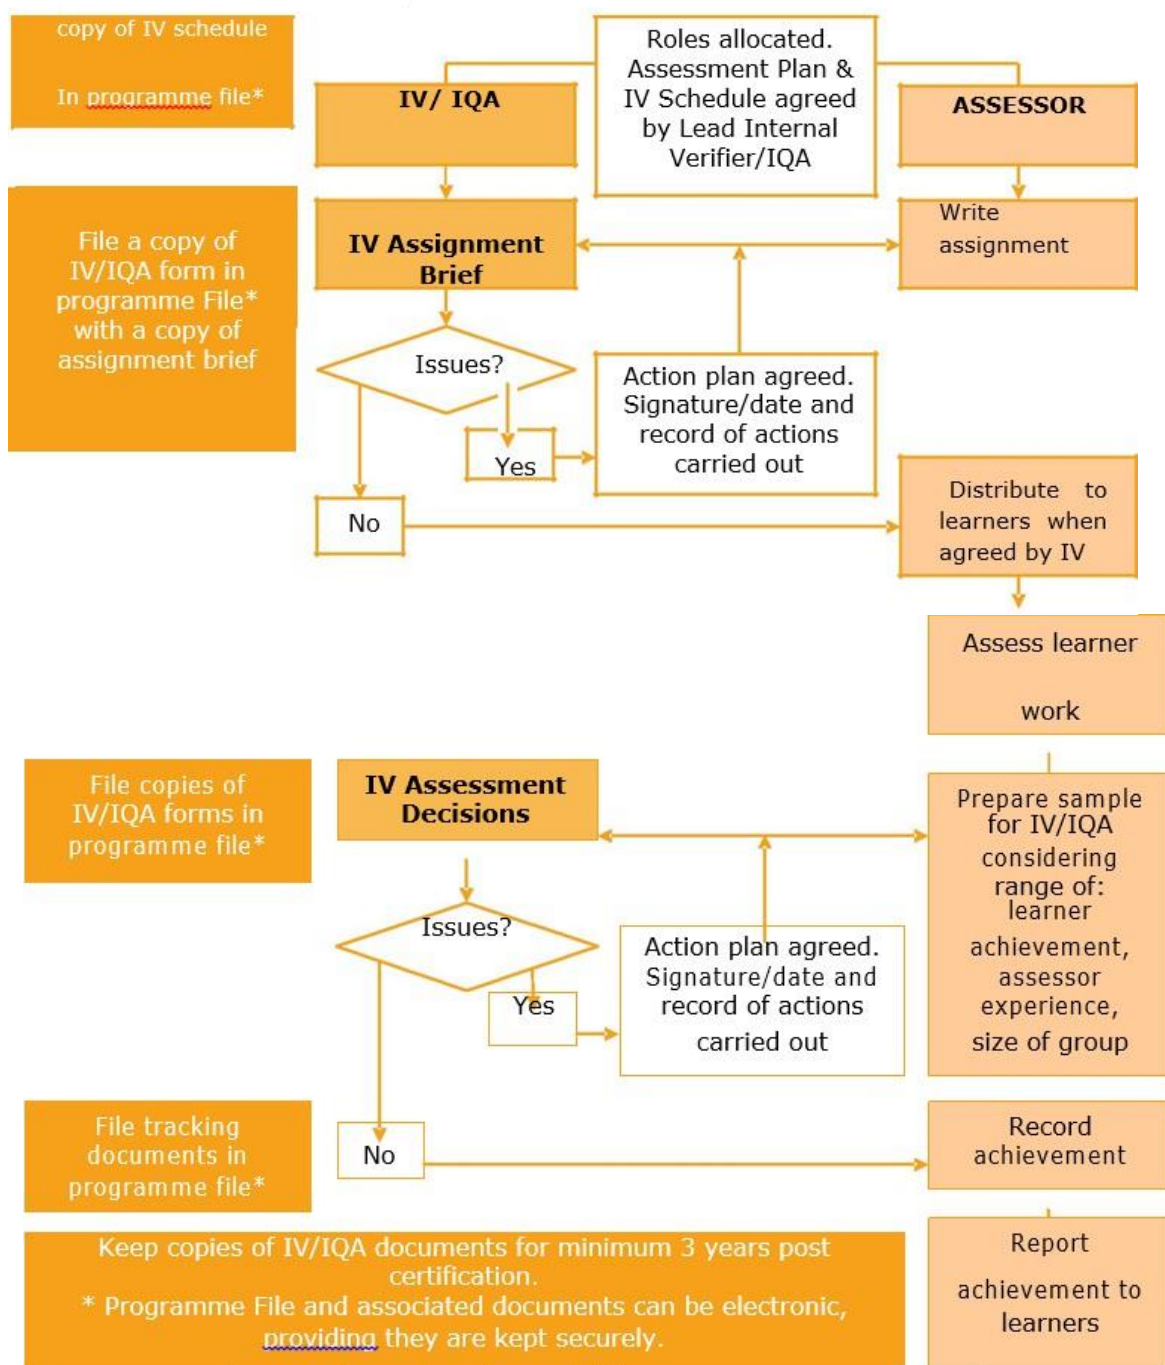 copy of IV schedule
In programme file*
Roles allocated.
Assessment Plan &
IV Schedule agreed
by Lead Internal
Verifier/IQA
IV/ IQA
ASSESSOR
File a copy of
IV/IQA form in
programme File*
with a copy of
assignment brief
IV Assignment
Brief
Write
assignment
Issues?
Action plan agreed.
Signature/date and
record of actions
carried out
Yes
No
Distribute to
learners when
agreed by IV
Assess learner
work
File copies of
IV/IQA forms in
programme file*
IV Assessment
Decisions
Prepare sample
for IV/IQA
considering
range of:
learner
achievement,
assessor
experience,
size of group
Issues?
Action plan agreed.
Signature/date and
record of actions
carried out
Yes
File tracking
documents in
programme file*
No
Record
achievement
Keep copies of IV/IQA documents for minimum 3 years post
certification.
* Programme File and associated documents can be electronic,
providing they are kept securely.
Report
achievement to
learners